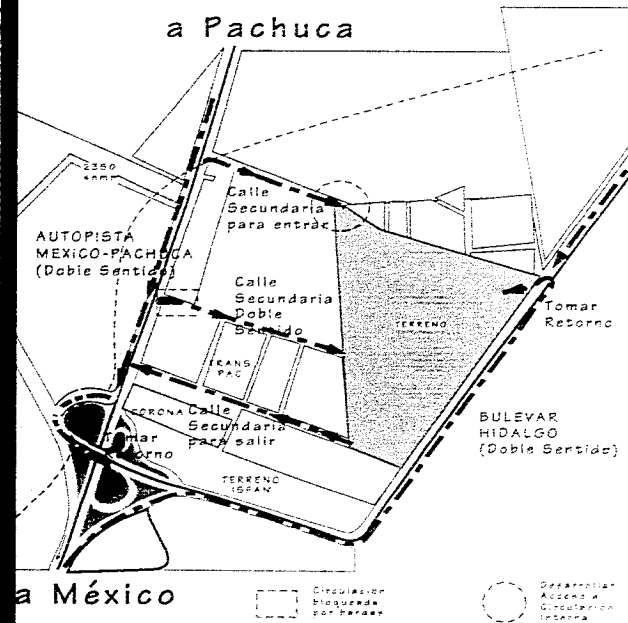 a Pachuca
2350
snmm
Calle
Secundaria
para entrar
AUTOPISTA
MEXICO-PACHUCA
(Doble Sentido)
Calle
Secundaria
Doble
Sentido
TERRENO
Tomar
Retorno
TRANS
PAC
CORONA
Calle
Secundaria
para salir
Tomar
Retorno
BULEVAR
HIDALGO
(Doble Sentido)
TERRENO
ISFAN
a México
Circulación
bloqueada
por
Desarrollar
Acceso a
Circulación
Interna